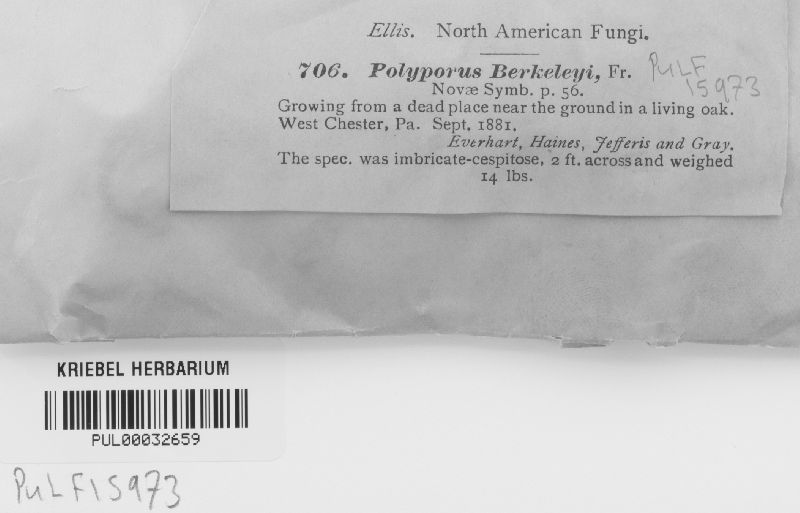 Ellis. North American Fungi.
706. Polyporus Berkeleyi, Fr.
PULF
15973
Novæ Symb. p. 56.
Growing from a dead place near the ground in a living oak.
West Chester, Pa. Sept. 1881.
Everhart, Haines, Jefferis and Gray.
The spec. was imbricate-cespitose, 2 ft. across and weighed
14 lbs.
KRIEBEL HERBARIUM
PUL00032659
PULF15973